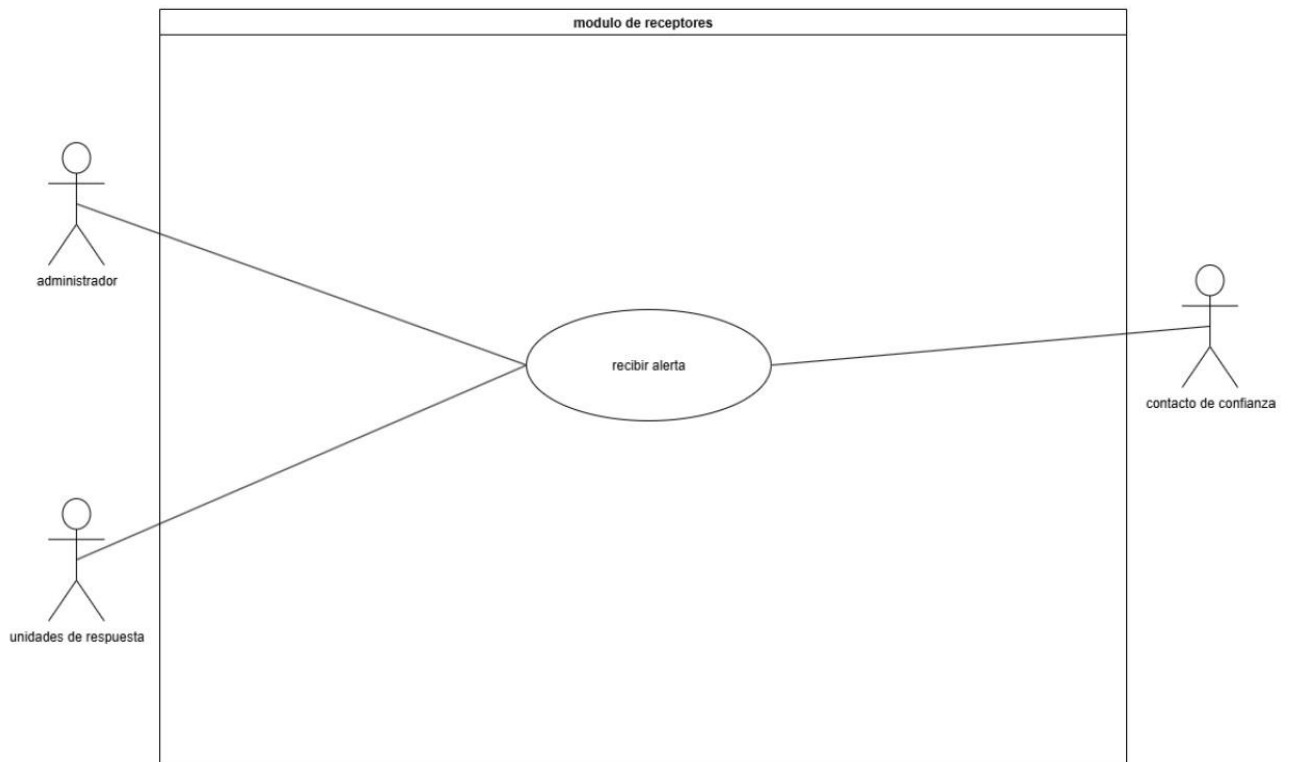 modulo de receptores
administrador
recibir alerta
contacto de confianza
unidades de respuesta